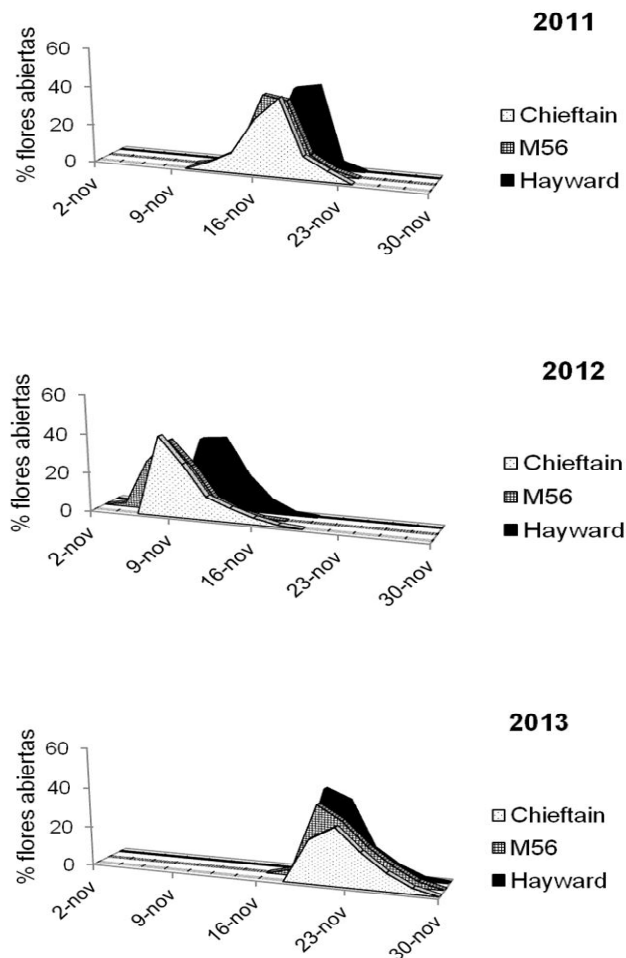 2011
60
40
20
0
% flores abiertas
2-nov
9-nov
16-nov
23-nov
30-nov
Chieftain
M56
Hayward
2012
60
40
20
0
% flores abiertas
2-nov
9-nov
16-nov
23-nov
30-nov
Chieftain
M56
Hayward
2013
60
40
20
0
% flores abiertas
2-nov
9-nov
16-nov
23-nov
30-nov
Chieftain
M56
Hayward